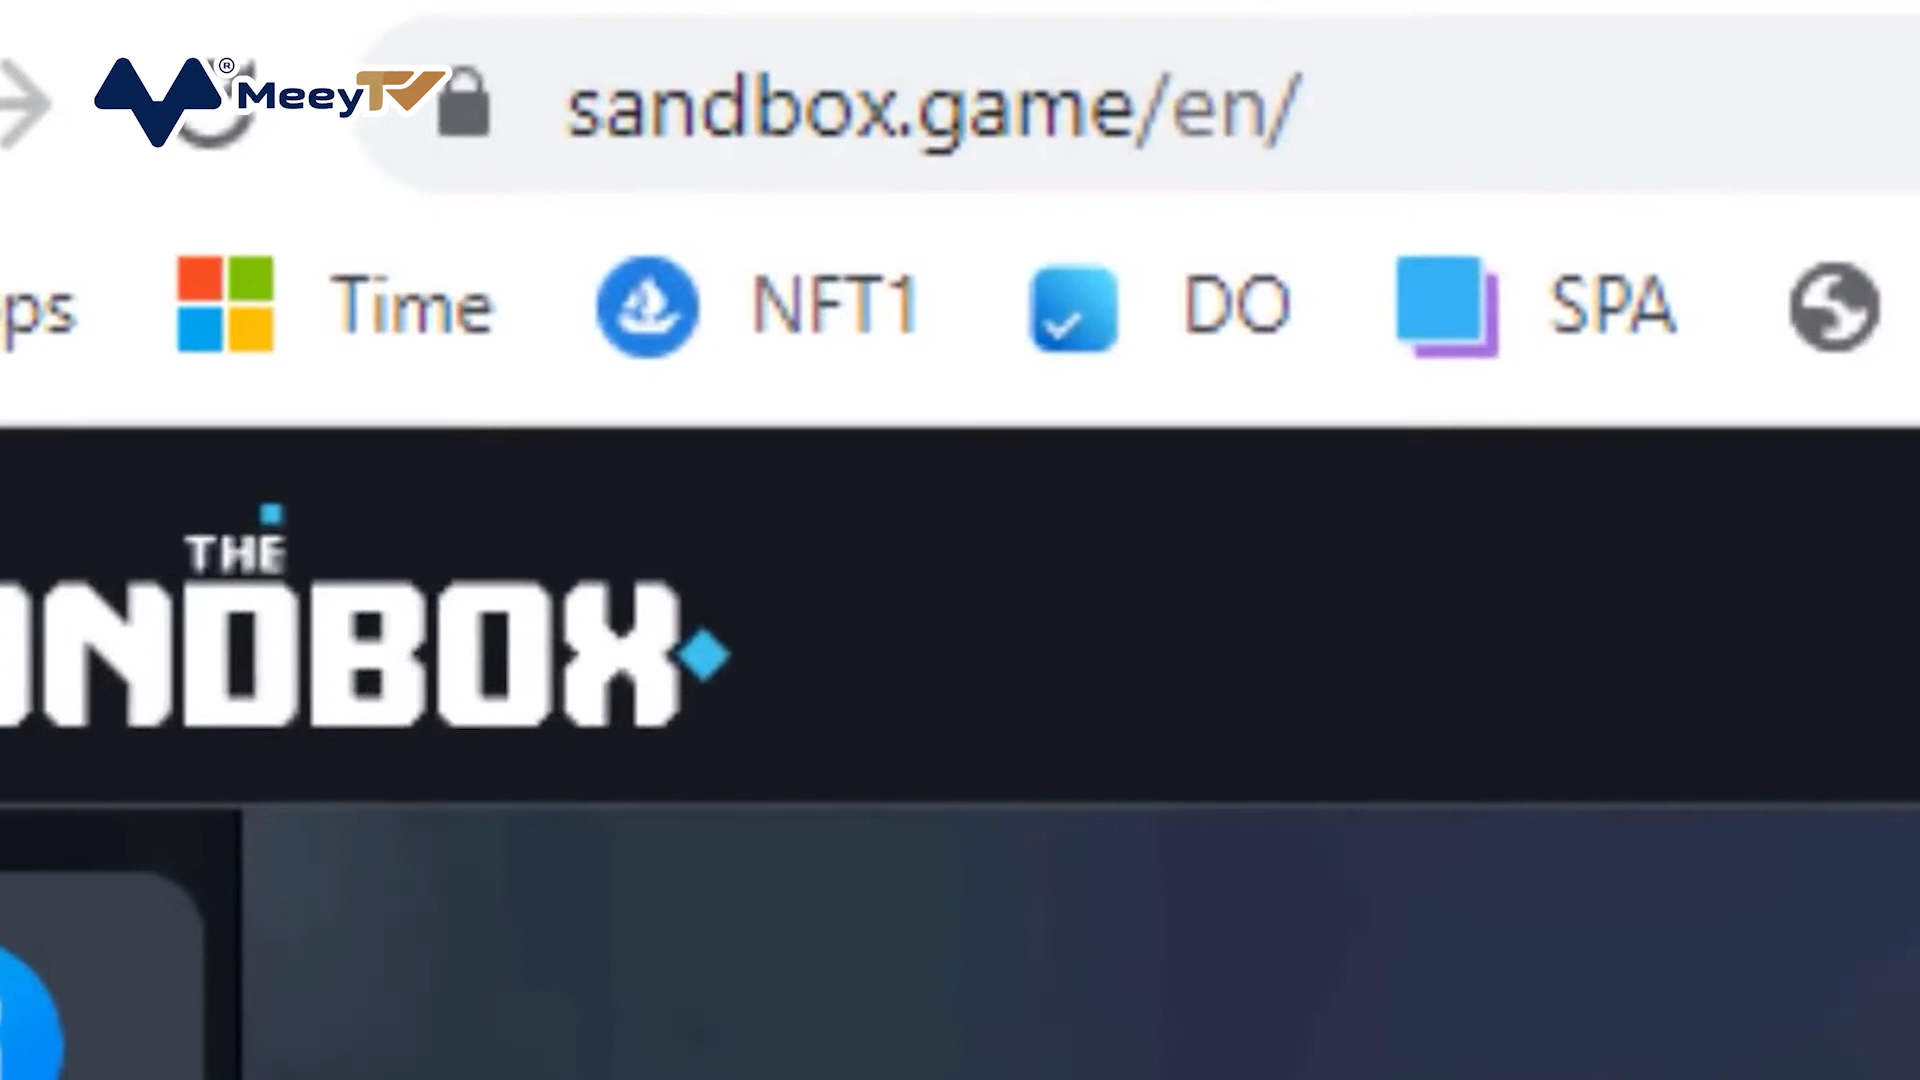 MeeyTV
®
sandbox.game/en/
ps Time NFT1 DO SPA
THE
NDBOX